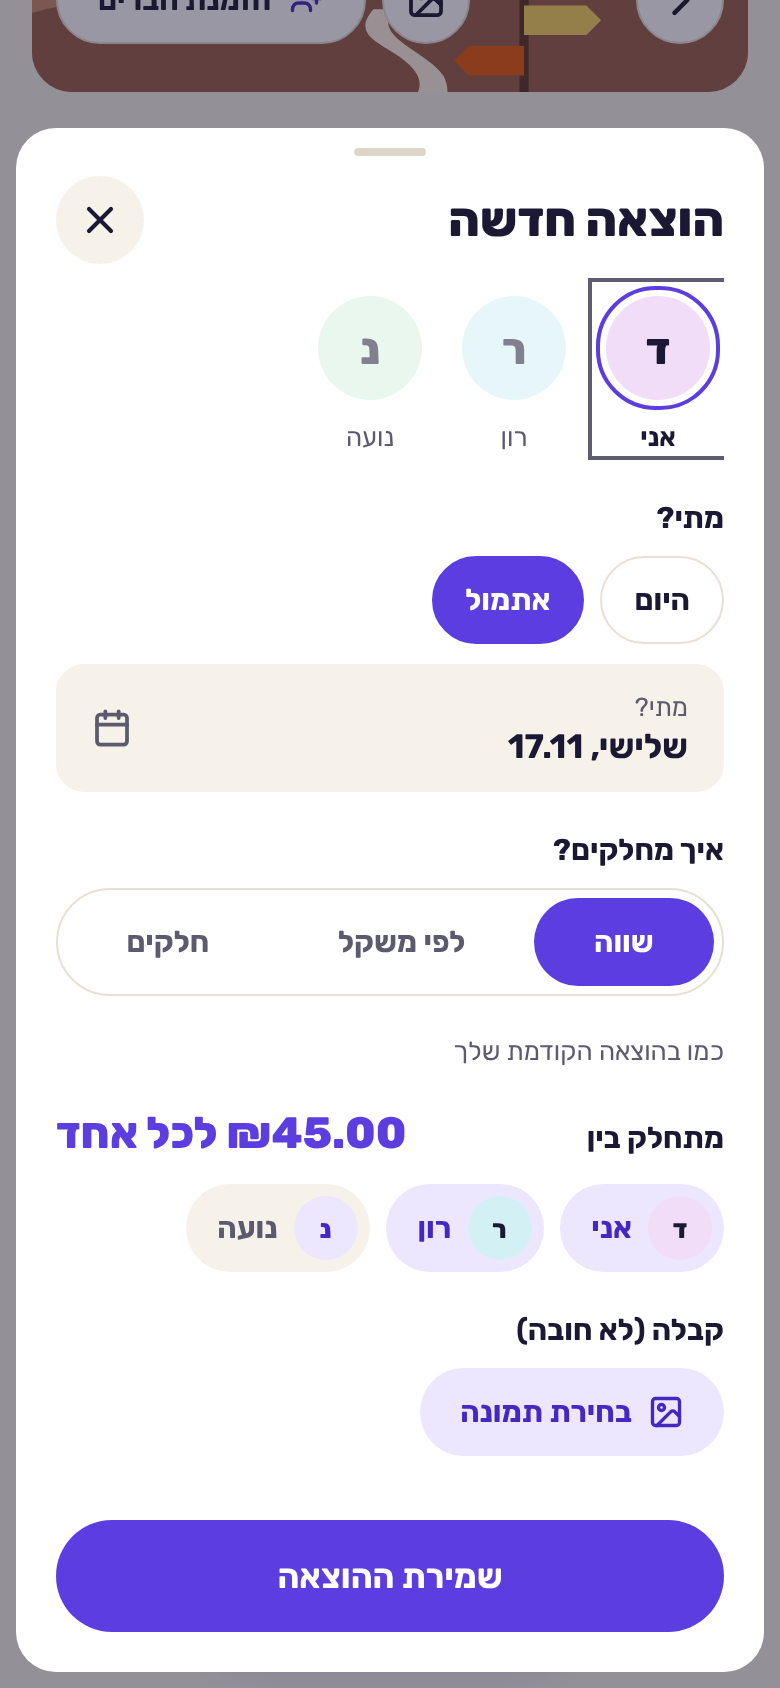 הזמנת חברים
הוצאה חדשה
ד
ר
נ
אני
רון
נועה
מתי?
היום
אתמול
מתי?
שלישי, 17.11
איך מחלקים?
שווה
לפי משקל
חלקים
כמו בהוצאה הקודמת שלך
מתחלק בין
₪45.00 לכל אחד
ד אני
ר רון
נ נועה
קבלה (לא חובה)
בחירת תמונה
שמירת ההוצאה